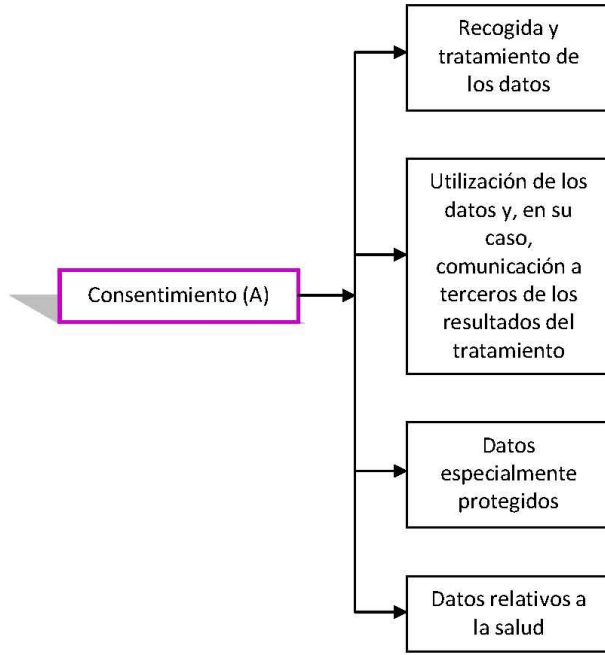 Recogida y
tratamiento de
los datos
Utilización de los
datos y, en su
caso,
comunicación a
terceros de los
resultados del
tratamiento
Consentimiento (A)
Datos
especialmente
protegidos
Datos relativos a
la salud